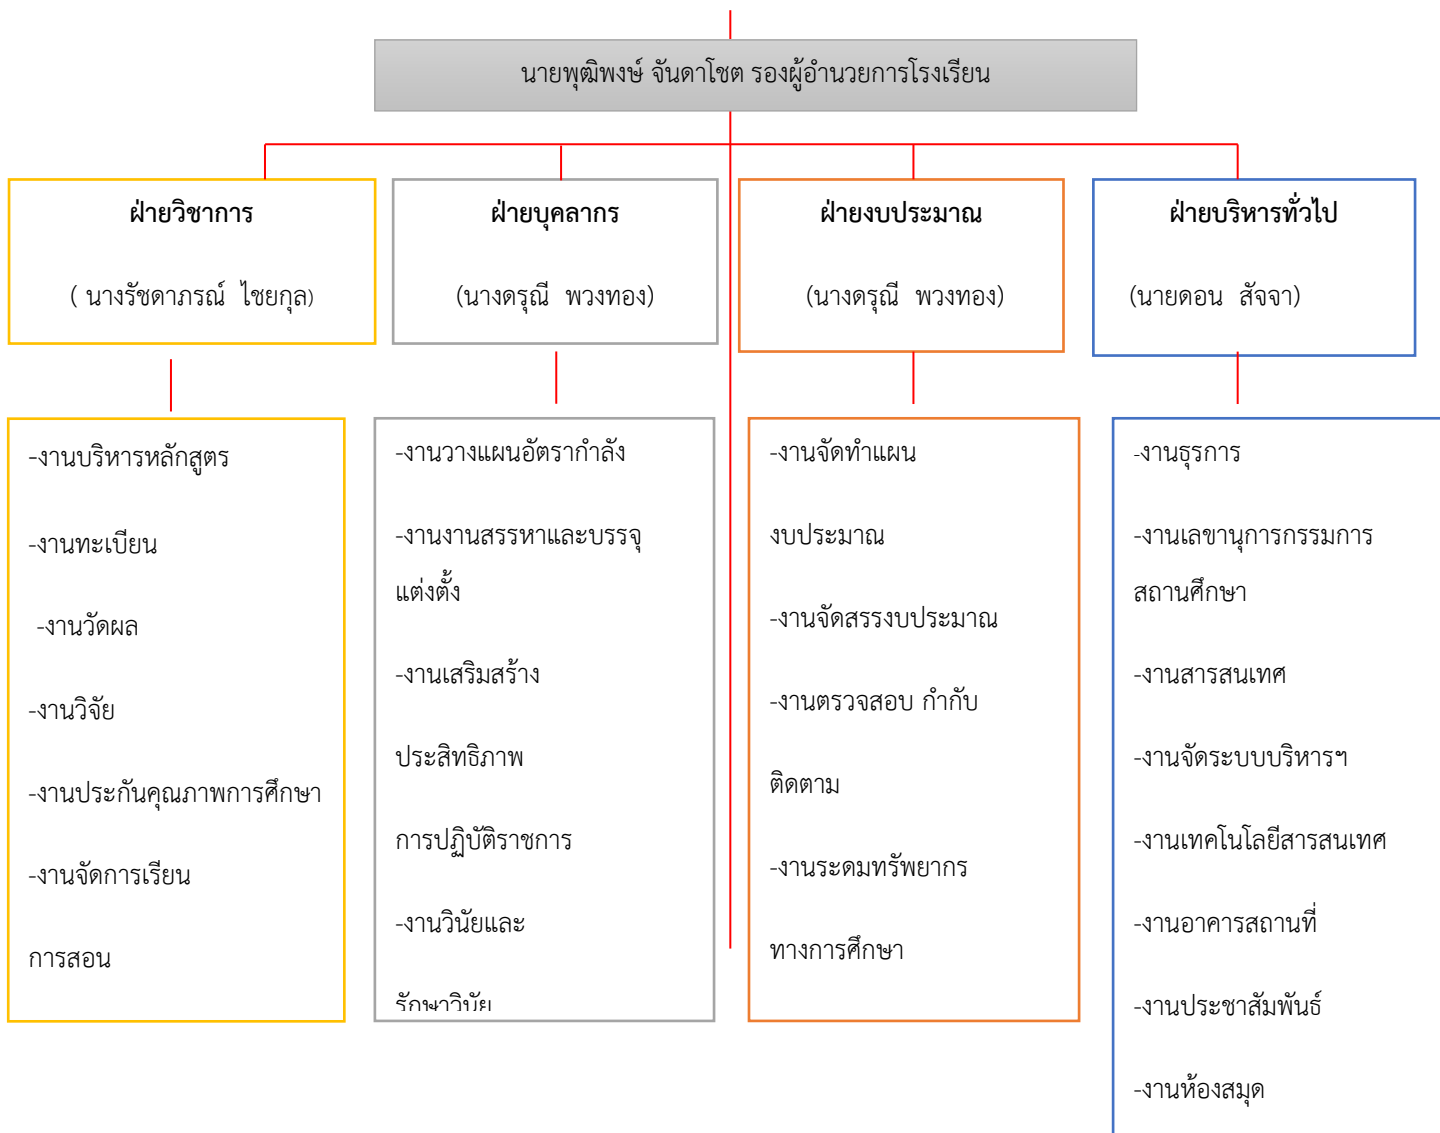 นายพุฒิพงษ์ จันดาโชต รองผู้อำนวยการโรงเรียน
ฝ่ายวิชาการ
( นางรัชดาภรณ์ ไชยกุล)
ฝ่ายบุคลากร
(นางดรุณี พวงทอง)
ฝ่ายงบประมาณ
(นางดรุณี พวงทอง)
ฝ่ายบริหารทั่วไป
(นายดอน สัจจา)
-งานบริหารหลักสูตร
-งานทะเบียน
-งานวัดผล
-งานวิจัย
-งานประกันคุณภาพการศึกษา
-งานจัดการเรียน
การสอน
-งานวางแผนอัตรากำลัง
-งานงานสรรหาและบรรจุ
แต่งตั้ง
-งานเสริมสร้าง
ประสิทธิภาพ
การปฏิบัติราชการ
-งานวินัยและ
รักษาวินัย
-งานจัดทำแผน
งบประมาณ
-งานจัดสรรงบประมาณ
-งานตรวจสอบ กำกับ
ติดตาม
-งานระดมทรัพยากร
ทางการศึกษา
-งานธุรการ
-งานเลขานุการกรรมการ
สถานศึกษา
-งานสารสนเทศ
-งานจัดระบบบริหารฯ
-งานเทคโนโลยีสารสนเทศ
-งานอาคารสถานที่
-งานประชาสัมพันธ์
-งานห้องสมุด